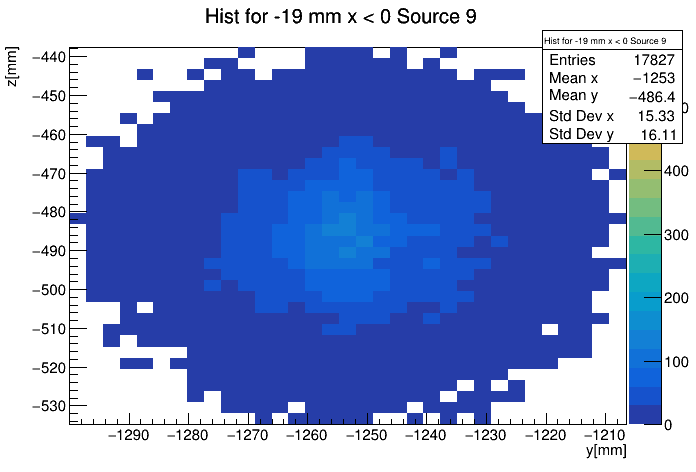 Hist for -19 mm x < 0 Source 9
z[mm]
Hist for -19 mm x < 0 Source 9
Entries 17827
Mean x −1253
Mean y −486.4
Std Dev x 15.33
Std Dev y 16.11
−440
−450
−460
−470
−480
−490
−500
−510
−520
−530
400
300
200
100
0
−1290 −1280 −1270 −1260 −1250 −1240 −1230 −1220 −1210
y[mm]